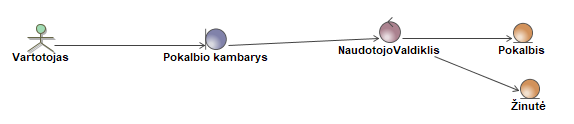 Vartotojas
Pokalbio kambarys
NaudotojoValdiklis
Pokalbis
Žinutė